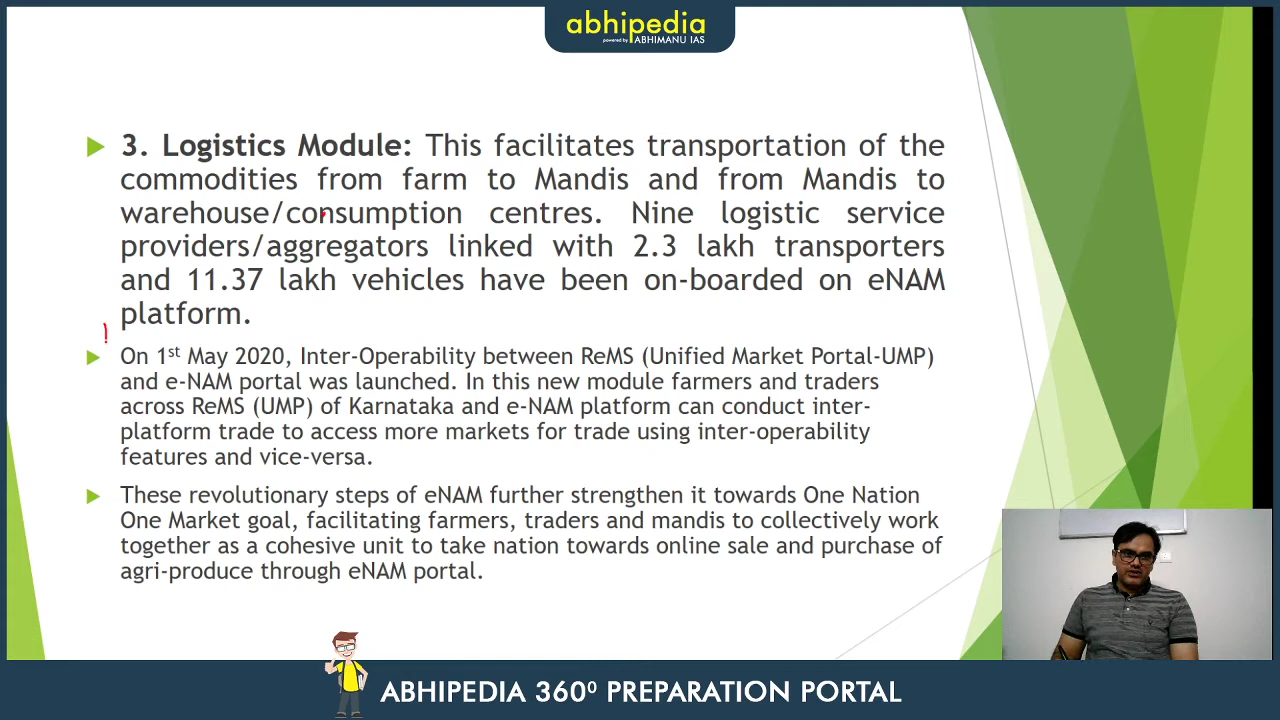 abhipedia
powered by ABHIMANU IAS
3. Logistics Module: This facilitates transportation of the
commodities from farm to Mandis and from Mandis to
warehouse/consumption centres. Nine logistic service
providers/aggregators linked with 2.3 lakh transporters
and 11.37 lakh vehicles have been on-boarded on eNAM
platform.
On 1st May 2020, Inter-Operability between ReMS (Unified Market Portal-UMP)
and e-NAM portal was launched. In this new module farmers and traders
across ReMS (UMP) of Karnataka and e-NAM platform can conduct inter-
platform trade to access more markets for trade using inter-operability
features and vice-versa.
These revolutionary steps of eNAM further strengthen it towards One Nation
One Market goal, facilitating farmers, traders and mandis to collectively work
together as a cohesive unit to take nation towards online sale and purchase of
agri-produce through eNAM portal.
ABHIPEDIA 360⁰ PREPARATION PORTAL